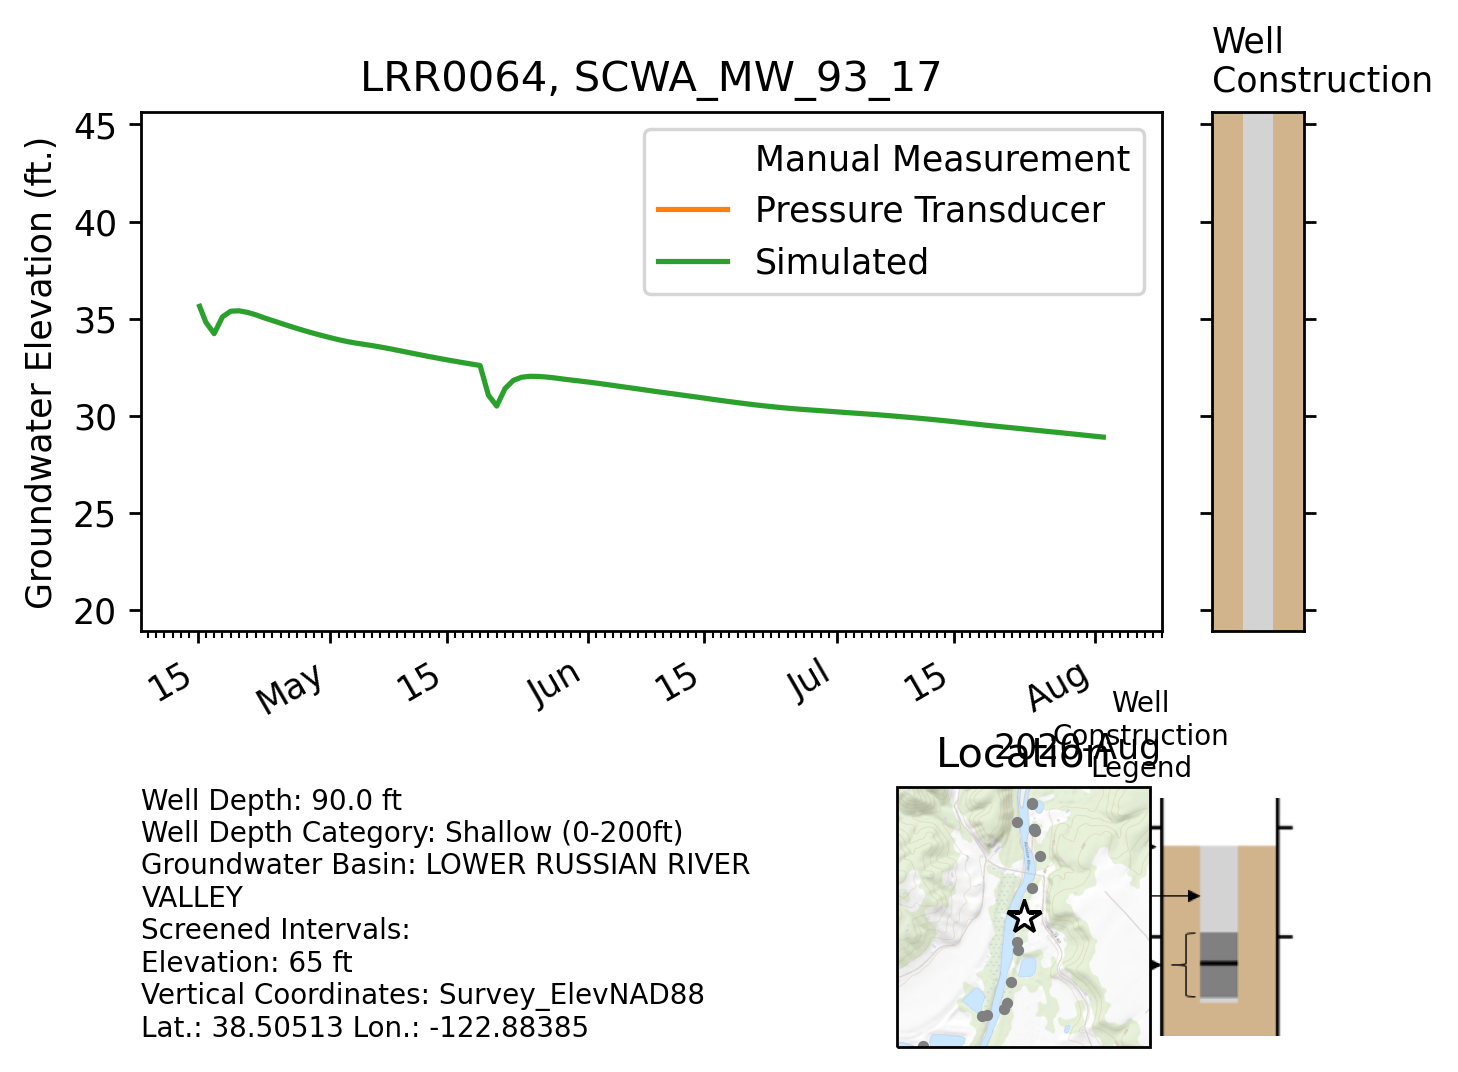 Well
Construction
LRR0064, SCWA_MW_93_17
Groundwater Elevation (ft.)
45
40
35
30
25
20
Manual Measurement
Pressure Transducer
Simulated
15
May
15
Jun
15
Jul
15
Aug
2020-Aug
Location
Well
Construction
Legend
Well Depth: 90.0 ft
Well Depth Category: Shallow (0-200ft)
Groundwater Basin: LOWER RUSSIAN RIVER
VALLEY
Screened Intervals:
Elevation: 65 ft
Vertical Coordinates: Survey_ElevNAD88
Lat.: 38.50513 Lon.: -122.88385